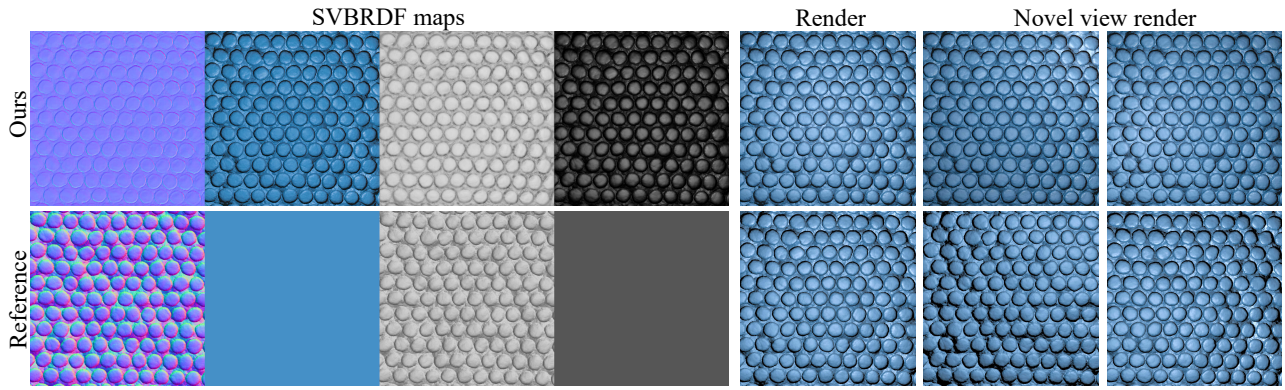 SVBRDF maps
Render
Novel view render
Ours
Reference